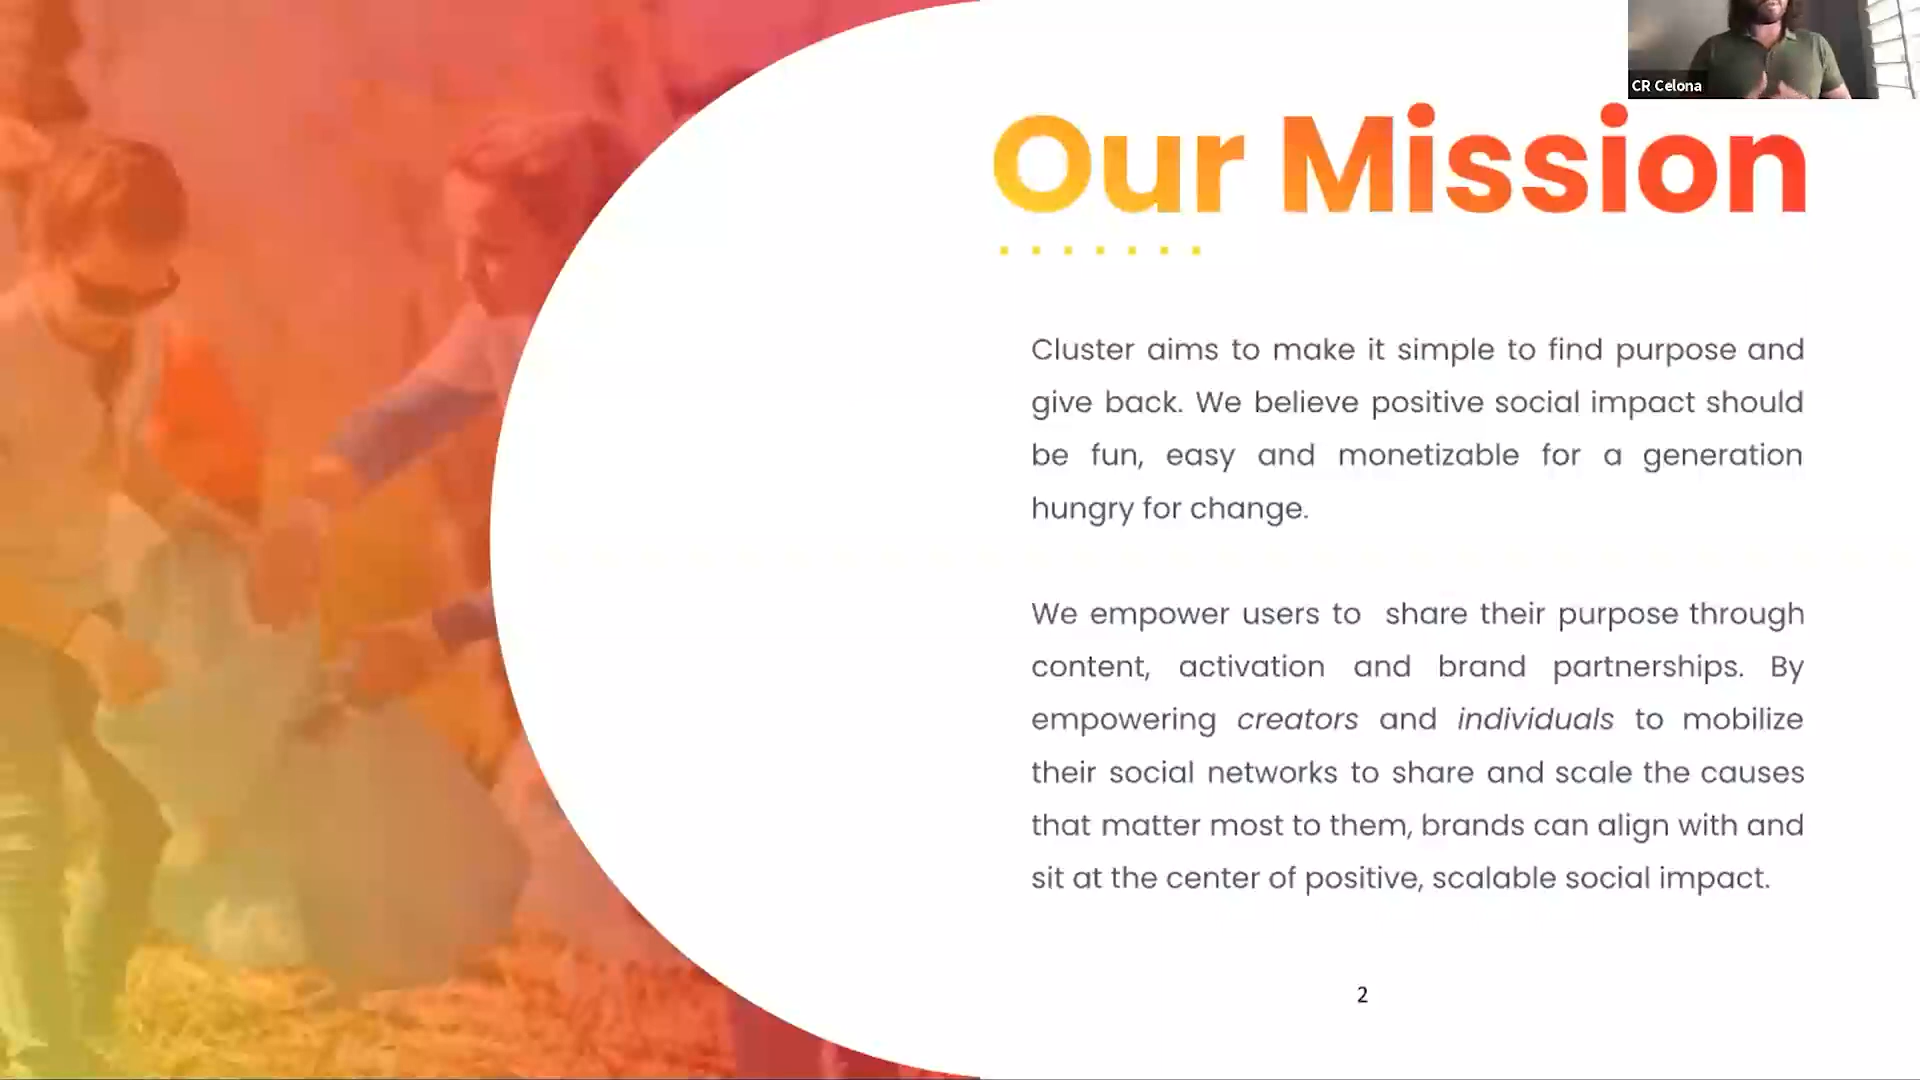 CR Celona
Our Mission
Cluster aims to make it simple to find purpose and
give back. We believe positive social impact should
be fun, easy and monetizable for a generation
hungry for change.
We empower users to share their purpose through
content, activation and brand partnerships. By
empowering creators and individuals to mobilize
their social networks to share and scale the causes
that matter most to them, brands can align with and
sit at the center of positive, scalable social impact.
2